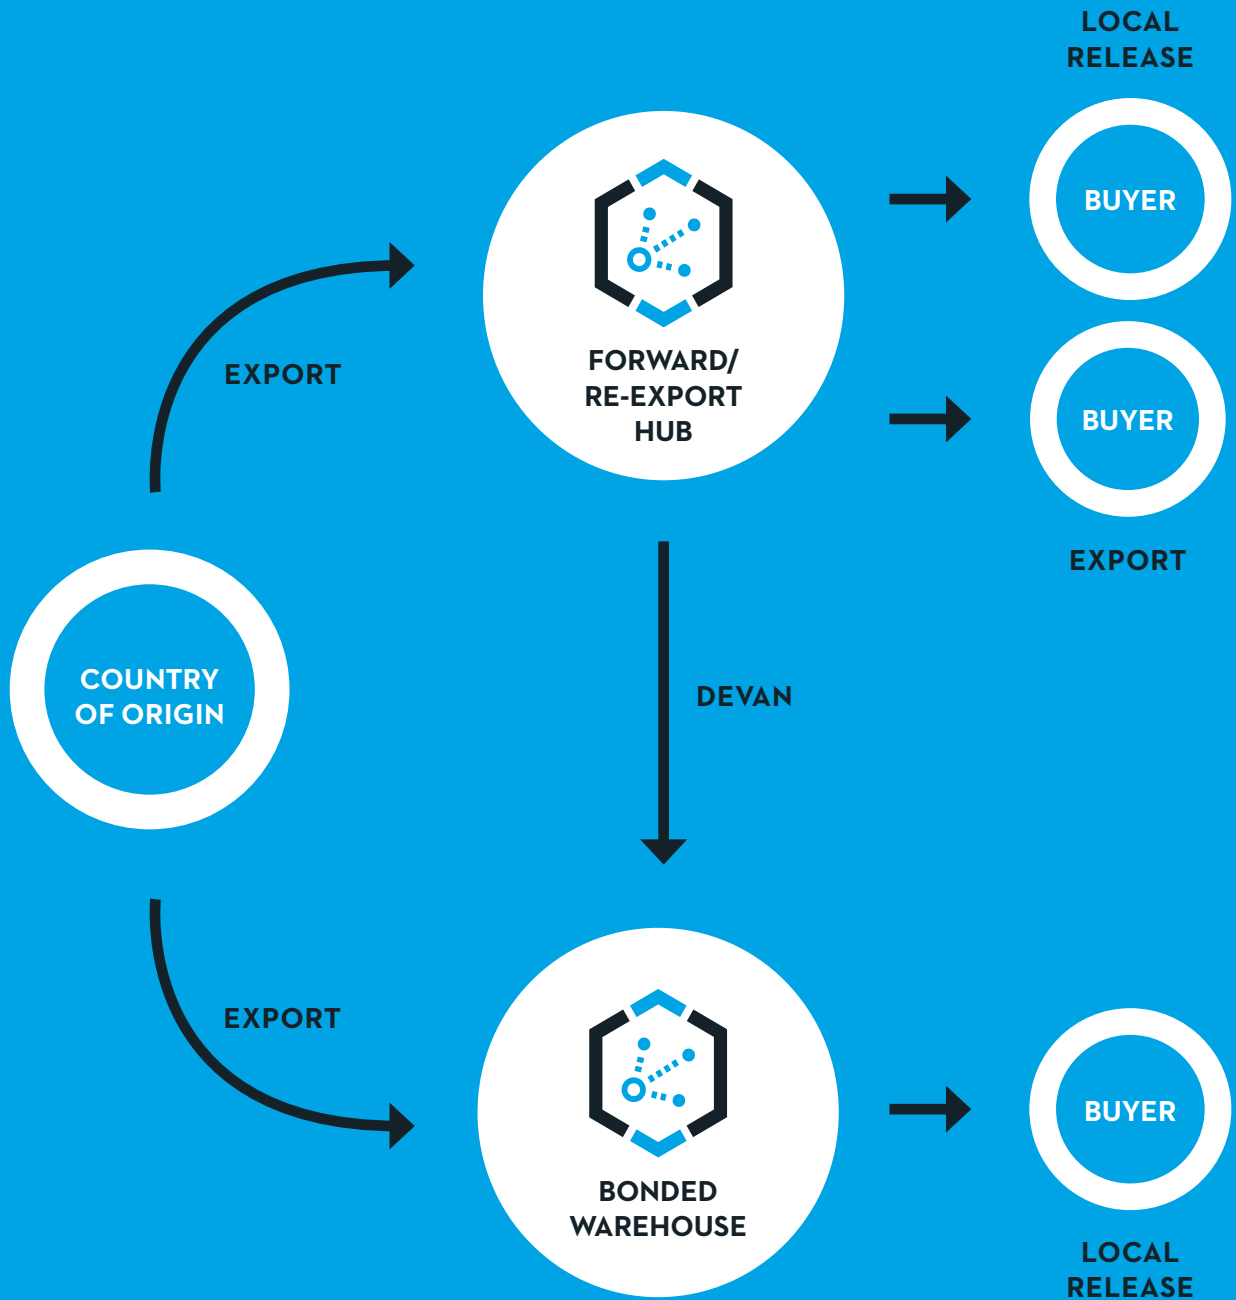 LOCAL
RELEASE
BUYER
FORWARD/
RE-EXPORT
HUB
EXPORT
BUYER
EXPORT
COUNTRY
OF ORIGIN
DEVAN
EXPORT
BONDED
WAREHOUSE
BUYER
LOCAL
RELEASE